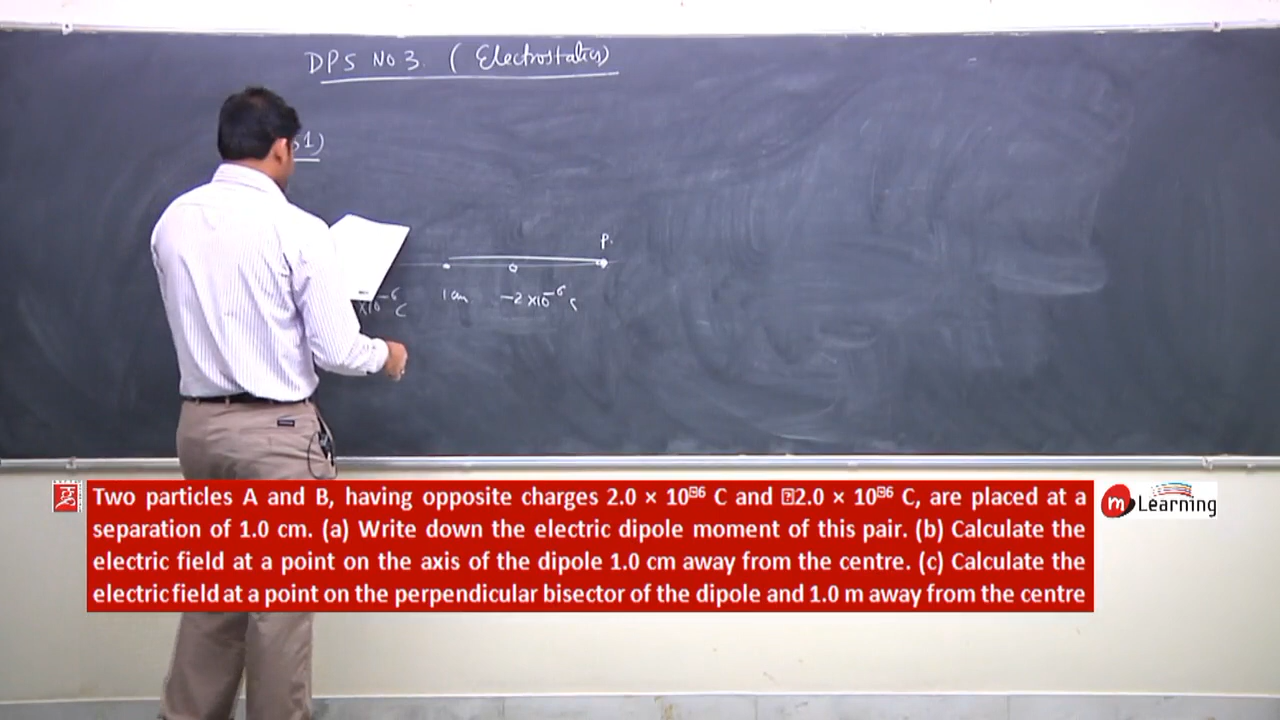 DPS NO 3. ( Electrostatics)
51)
P.
×10⁻⁶ C 1 cm -2 ×10⁻⁶ C
Two particles A and B, having opposite charges 2.0 × 10⍰6 C and ⍰2.0 × 10⍰6 C, are placed at a
separation of 1.0 cm. (a) Write down the electric dipole moment of this pair. (b) Calculate the
electric field at a point on the axis of the dipole 1.0 cm away from the centre. (c) Calculate the
electric field at a point on the perpendicular bisector of the dipole and 1.0 m away from the centre
m Learning